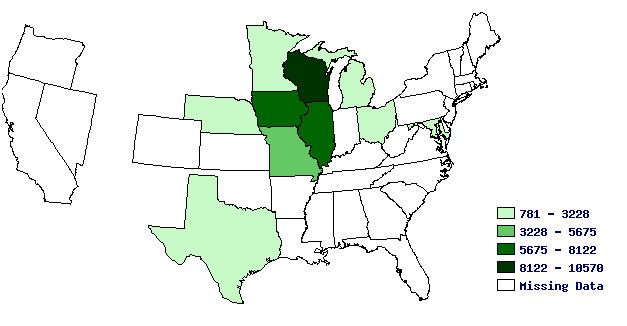 781 - 3228
3228 - 5675
5675 - 8122
8122 - 10570
Missing Data